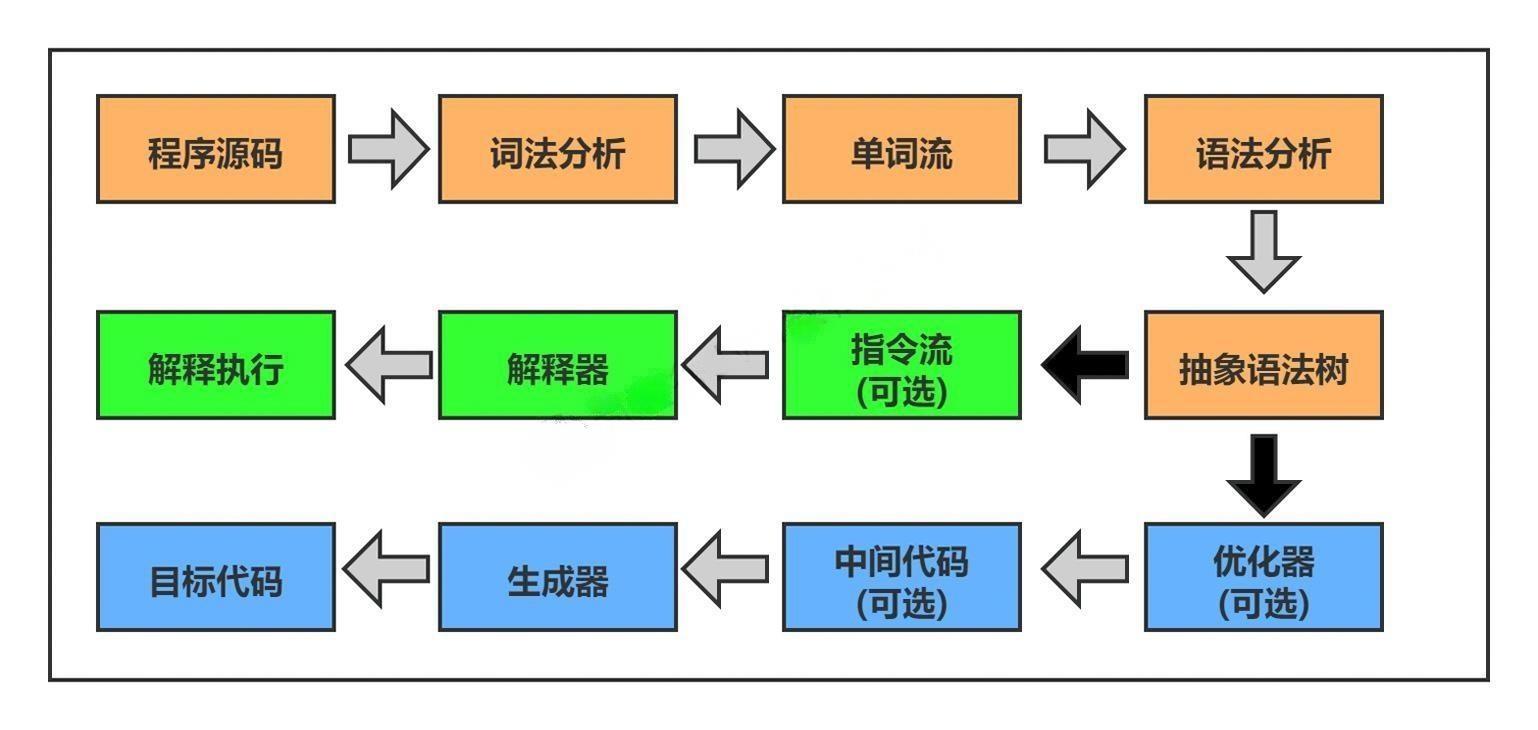 程序源码
词法分析
单词流
语法分析
解释执行
解释器
指令流
(可选)
抽象语法树
目标代码
生成器
中间代码
(可选)
优化器
(可选)